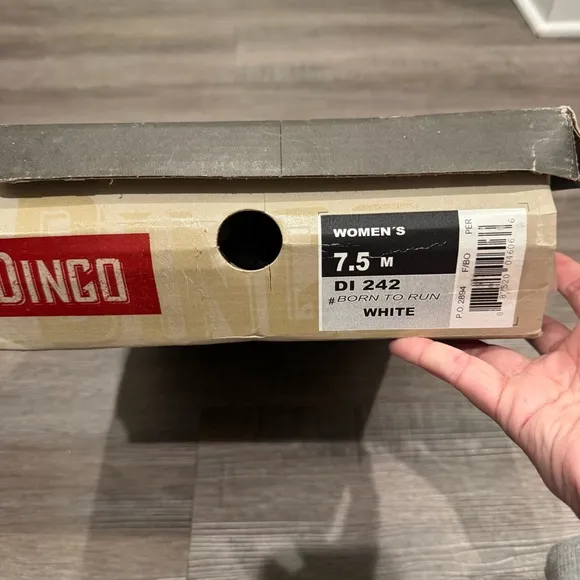 DINGO
WOMEN'S
7.5 M
DI 242
# BORN TO RUN
WHITE
P.O. 2894 F/BO PER